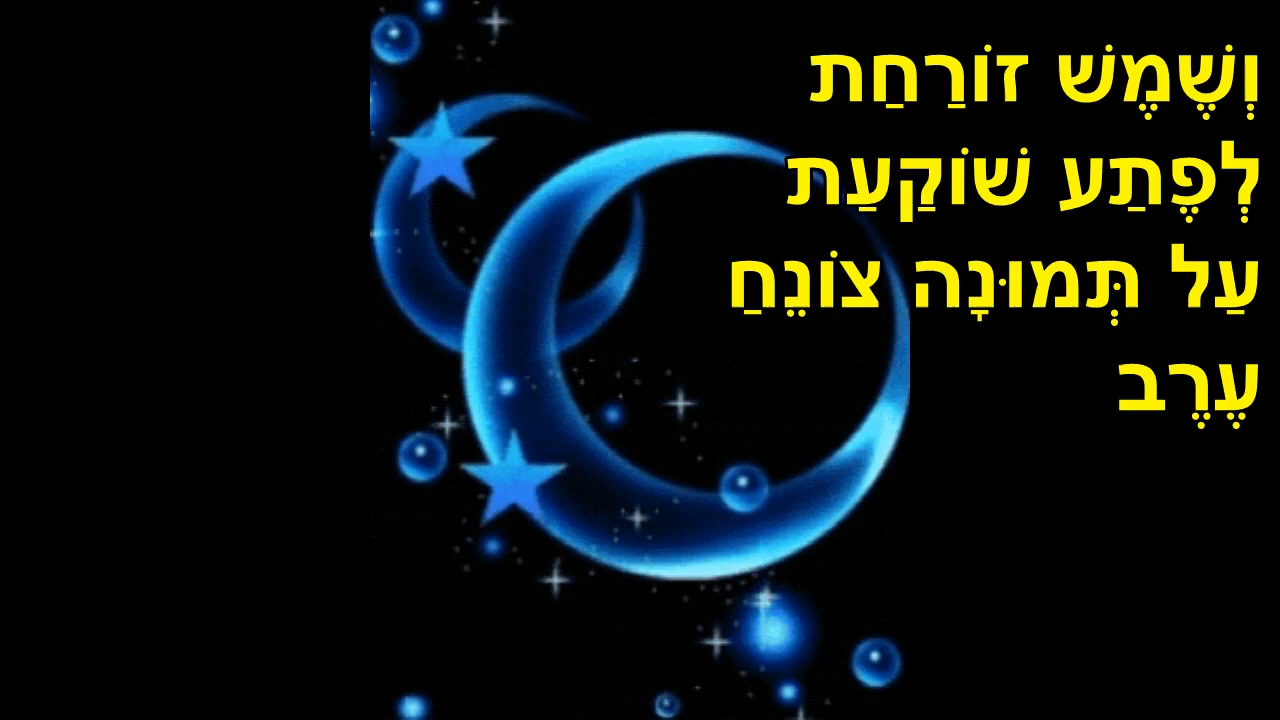 וְשֶׁמֶשׁ זוֹרַחַת
לְפֶתַע שׁוֹקַעַת
עַל תְּמוּנָה צוֹנֵחַ
עֶרֶב